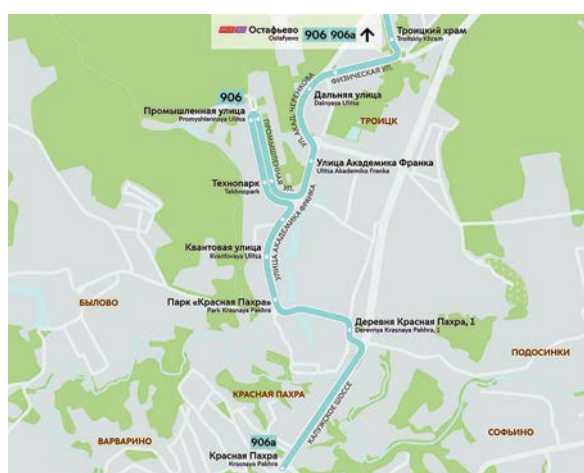 Остафьево 906 906а
Ostafyevo
Троицкий храм
Troitskiy Khram
ФИЗИЧЕСКАЯ УЛ.
906
Дальняя улица
Dalnyaya Ulitsa
УЛ. АКАД. ЧЕРЕНКОВА
Промышленная улица
Promyshlennaya Ulitsa
ТРОИЦК
ПРОМЫШЛЕННАЯ УЛ.
Улица Академика Франка
Ulitsa Akademika Franka
Технопарк
Tekhnopark
УЛИЦА АКАДЕМИКА ФРАНКА
Квантовая улица
Kvantovaya Ulitsa
БЫЛОВО
Парк «Красная Пахра»
Park Krasnaya Pakhra
Деревня Красная Пахра, 1
Derevnya Krasnaya Pakhra, 1
ПОДОСИНКИ
КРАСНАЯ ПАХРА
КАЛУЖСКОЕ ШОССЕ
ВАРВАРИНО
906а
СОФЬИНО
Красная Пахра
Krasnaya Pakhra